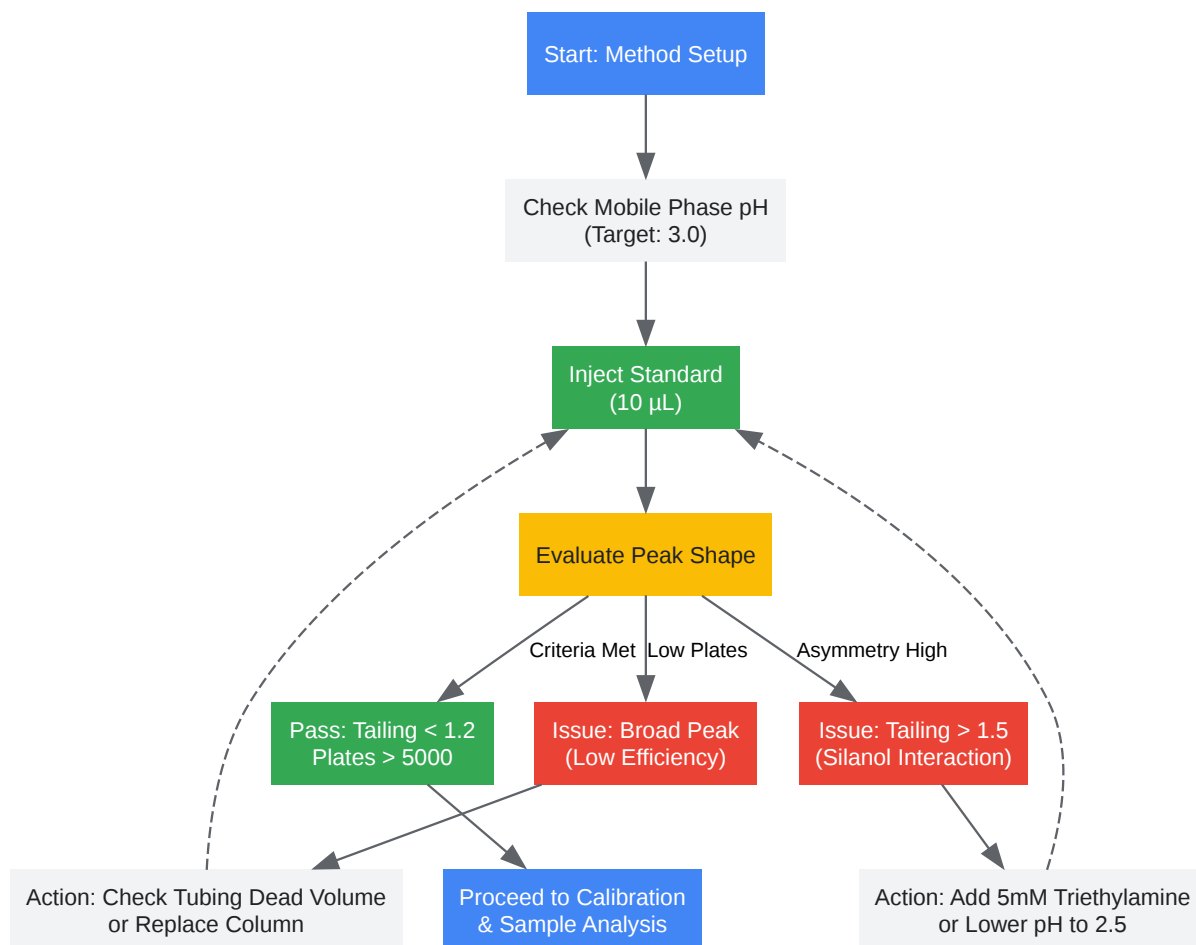 Start: Method Setup
Check Mobile Phase pH
(Target: 3.0)
Inject Standard
(10 µL)
Evaluate Peak Shape
Criteria Met
Low Plates
Asymmetry High
Pass: Tailing < 1.2
Plates > 5000
Issue: Broad Peak
(Low Efficiency)
Issue: Tailing > 1.5
(Silanol Interaction)
Action: Check Tubing Dead Volume
or Replace Column
Proceed to Calibration
& Sample Analysis
Action: Add 5mM Triethylamine
or Lower pH to 2.5